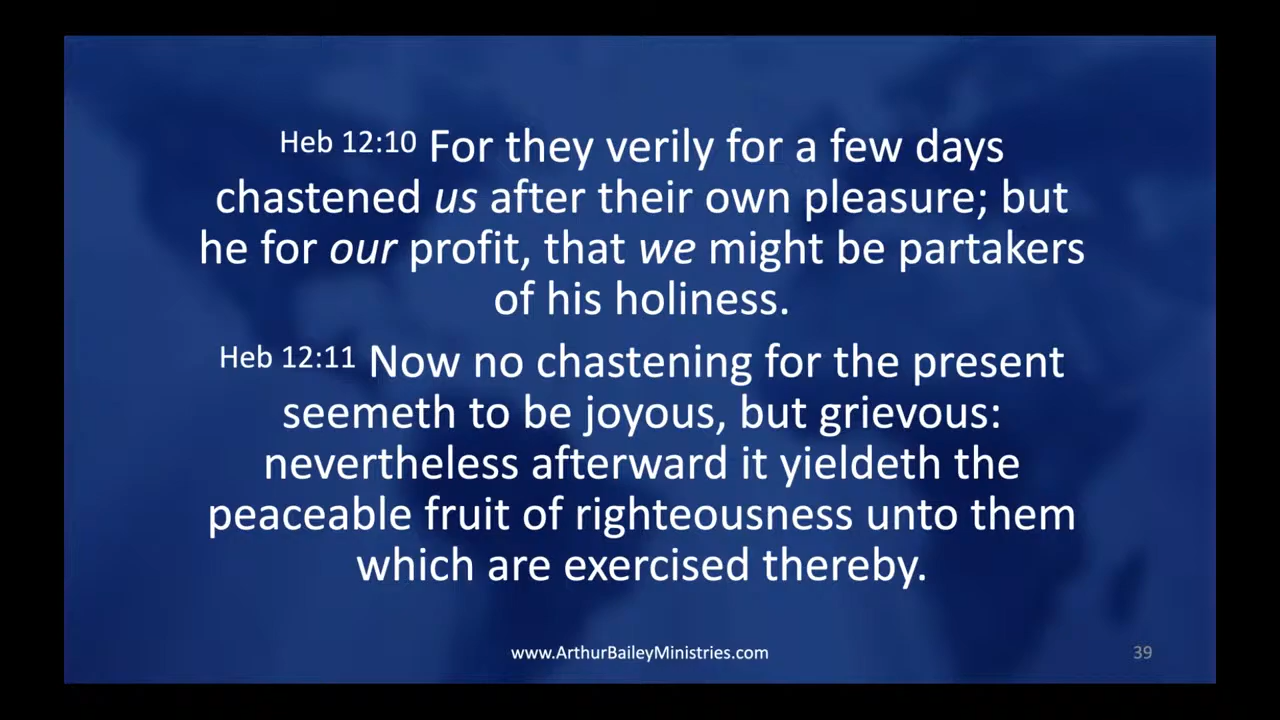 Heb 12:10 For they verily for a few days
chastened us after their own pleasure; but
he for our profit, that we might be partakers
of his holiness.
Heb 12:11 Now no chastening for the present
seemeth to be joyous, but grievous:
nevertheless afterward it yieldeth the
peaceable fruit of righteousness unto them
which are exercised thereby.
www.ArthurBaileyMinistries.com
39